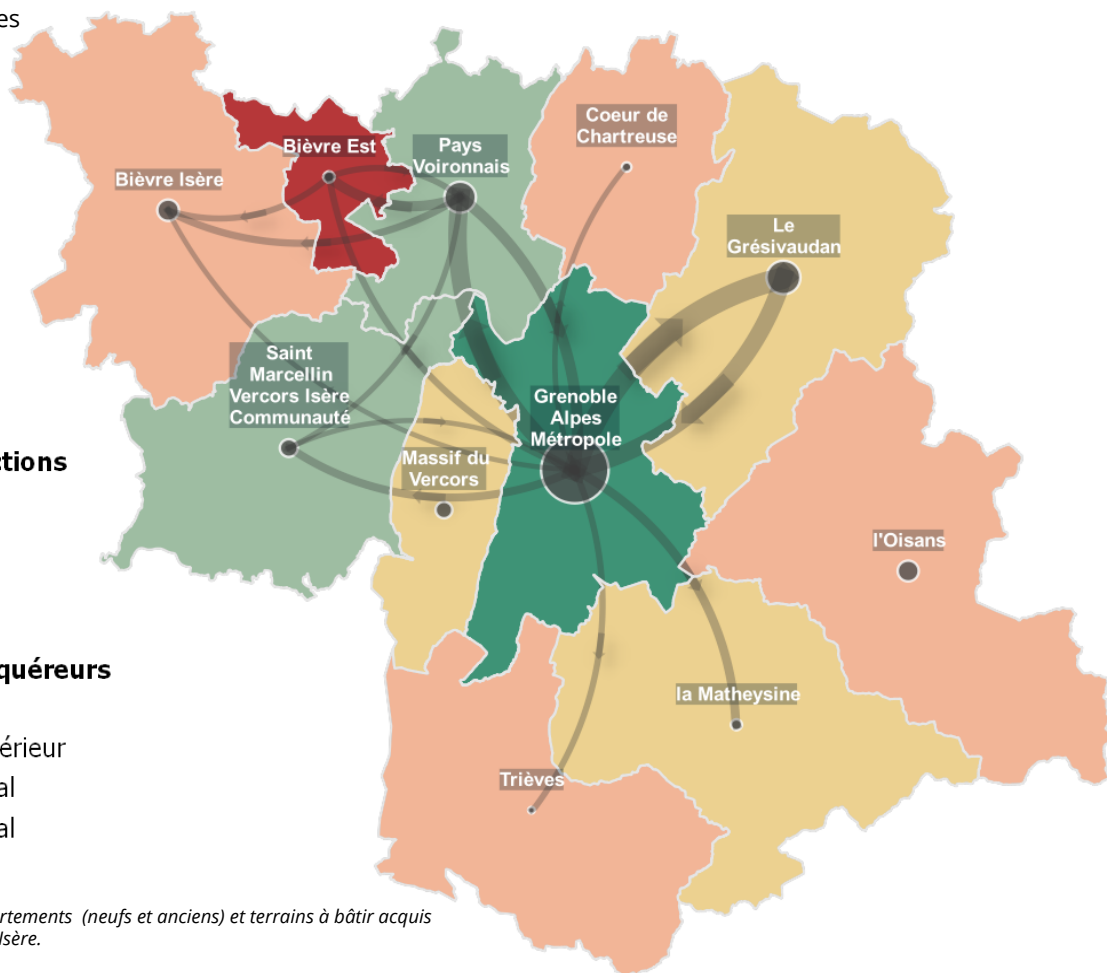 es
Coeur de
Chartreuse
Bièvre Est
Pays
Voironnais
Bièvre Isère
Le
Grésivaudan
Saint
Marcellin
Vercors Isère
Communauté
Grenoble
Alpes
Métropole
ctions
Massif du
Vercors
l'Oisans
quéreurs
la Matheysine
érieur
Trièves
al
al
rtements (neufs et anciens) et terrains à bâtir acquis
Isère.